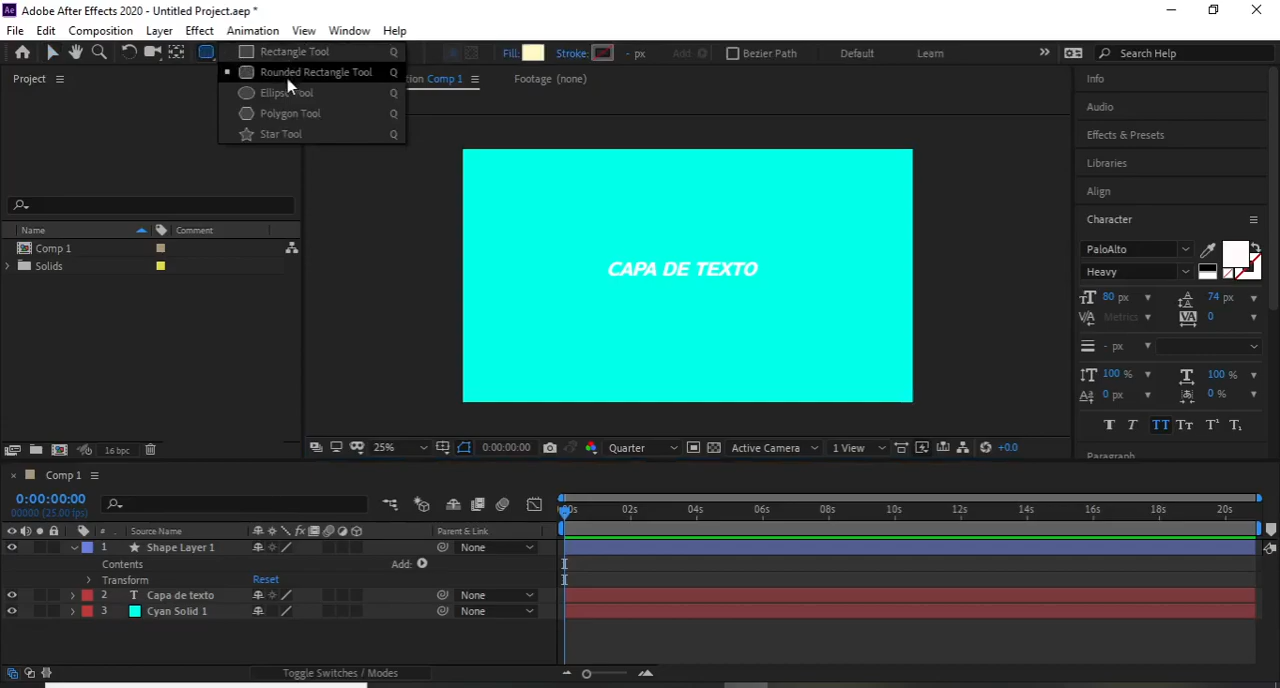 Adobe After Effects 2020 - Untitled Project.aep *
File Edit Composition Layer Effect Animation View Window Help
Fill: Stroke: - px Add: Bezier Path Default Learn Search Help
Rectangle Tool Q
Rounded Rectangle Tool Q
Ellipse Tool Q
Polygon Tool Q
Star Tool Q
Project
Comp 1 Footage (none)
Name Comment
Comp 1
Solids
16 bpc
CAPA DE TEXTO
25% 0:00:00:00 Quarter Active Camera 1 View +0.0
Info
Audio
Effects & Presets
Libraries
Align
Character
PaloAlto
Heavy
80 px 74 px
Metrics 0
- px
100 % 100 %
0 px 0 %
T T TT Tт T¹ T₁
Comp 1
0:00:00:00
00000 (25.00 fps)
:00s 02s 04s 06s 08s 10s 12s 14s 16s 18s 20s
# Source Name Parent & Link
1 Shape Layer 1 None
Contents Add:
Transform Reset
2 T Capa de texto None
3 Cyan Solid 1 None
Toggle Switches / Modes